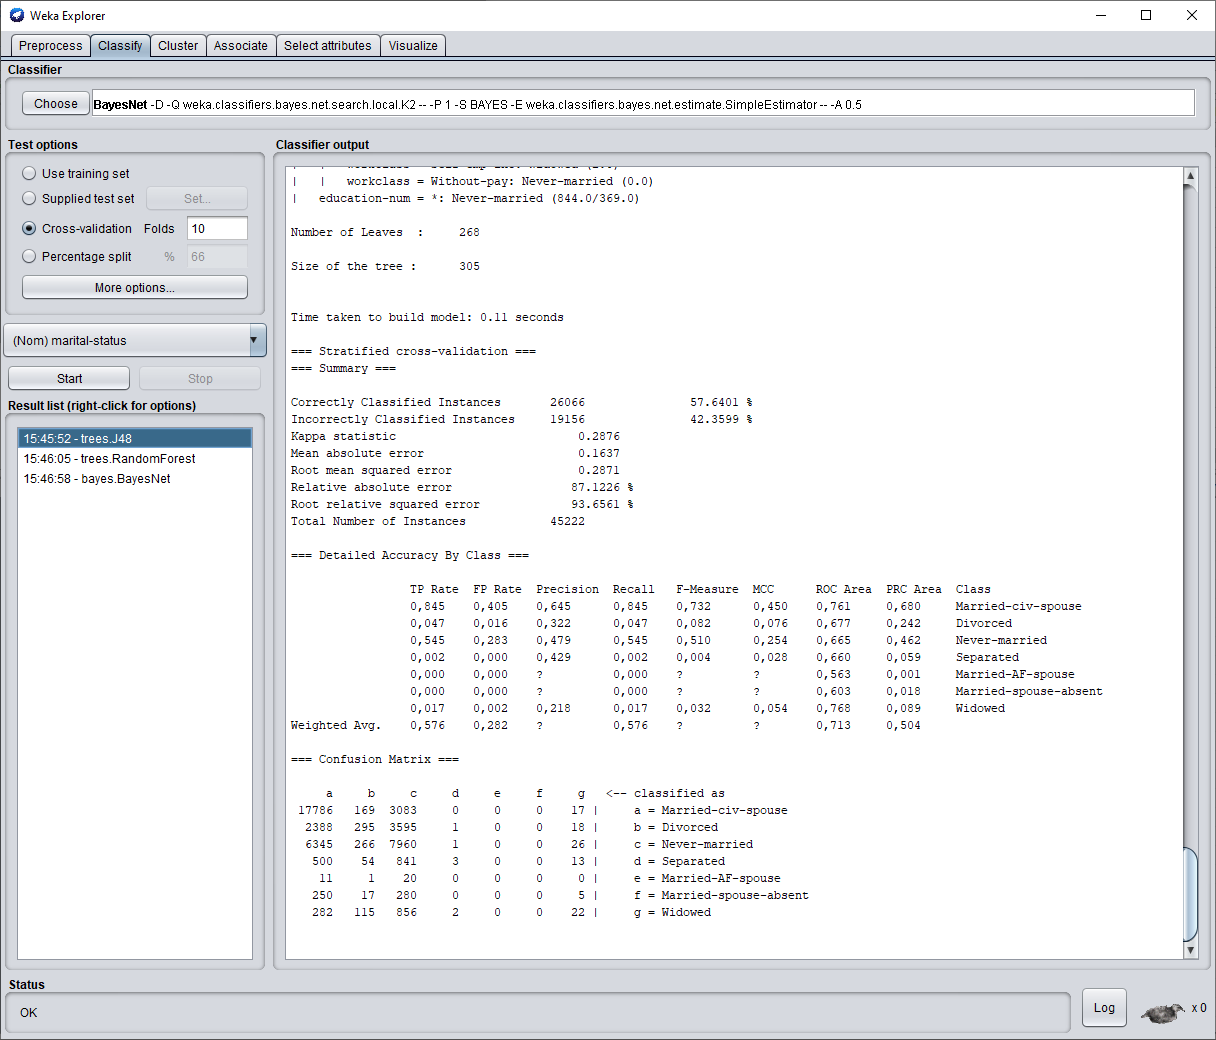 Weka Explorer
Preprocess Classify Cluster Associate Select attributes Visualize
Classifier
Choose BayesNet -D -Q weka.classifiers.bayes.net.search.local.K2 -- -P 1 -S BAYES -E weka.classifiers.bayes.net.estimate.SimpleEstimator -- -A 0.5
Test options
Use training set
Supplied test set Set...
Cross-validation Folds 10
Percentage split % 66
More options...
(Nom) marital-status
Start Stop
Result list (right-click for options)
15:45:52 - trees.J48
15:46:05 - trees.RandomForest
15:46:58 - bayes.BayesNet
Classifier output
| | workclass = Without-pay: Never-married (0.0)
| education-num = *: Never-married (844.0/369.0)
Number of Leaves : 268
Size of the tree : 305
Time taken to build model: 0.11 seconds
=== Stratified cross-validation ===
=== Summary ===
Correctly Classified Instances 26066 57.6401 %
Incorrectly Classified Instances 19156 42.3599 %
Kappa statistic 0.2876
Mean absolute error 0.1637
Root mean squared error 0.2871
Relative absolute error 87.1226 %
Root relative squared error 93.6561 %
Total Number of Instances 45222
=== Detailed Accuracy By Class ===
TP Rate FP Rate Precision Recall F-Measure MCC ROC Area PRC Area Class
0,845 0,405 0,645 0,845 0,732 0,450 0,761 0,680 Married-civ-spouse
0,047 0,016 0,322 0,047 0,082 0,076 0,677 0,242 Divorced
0,545 0,283 0,479 0,545 0,510 0,254 0,665 0,462 Never-married
0,002 0,000 0,429 0,002 0,004 0,028 0,660 0,059 Separated
0,000 0,000 ? 0,000 ? ? 0,563 0,001 Married-AF-spouse
0,000 0,000 ? 0,000 ? ? 0,603 0,018 Married-spouse-absent
0,017 0,002 0,218 0,017 0,032 0,054 0,768 0,089 Widowed
Weighted Avg. 0,576 0,282 ? 0,576 ? ? 0,713 0,504
=== Confusion Matrix ===
a b c d e f g <-- classified as
17786 169 3083 0 0 0 17 | a = Married-civ-spouse
2388 295 3595 1 0 0 18 | b = Divorced
6345 266 7960 1 0 0 26 | c = Never-married
500 54 841 3 0 0 13 | d = Separated
11 1 20 0 0 0 0 | e = Married-AF-spouse
250 17 280 0 0 0 5 | f = Married-spouse-absent
282 115 856 2 0 0 22 | g = Widowed
Status
OK
Log
x 0